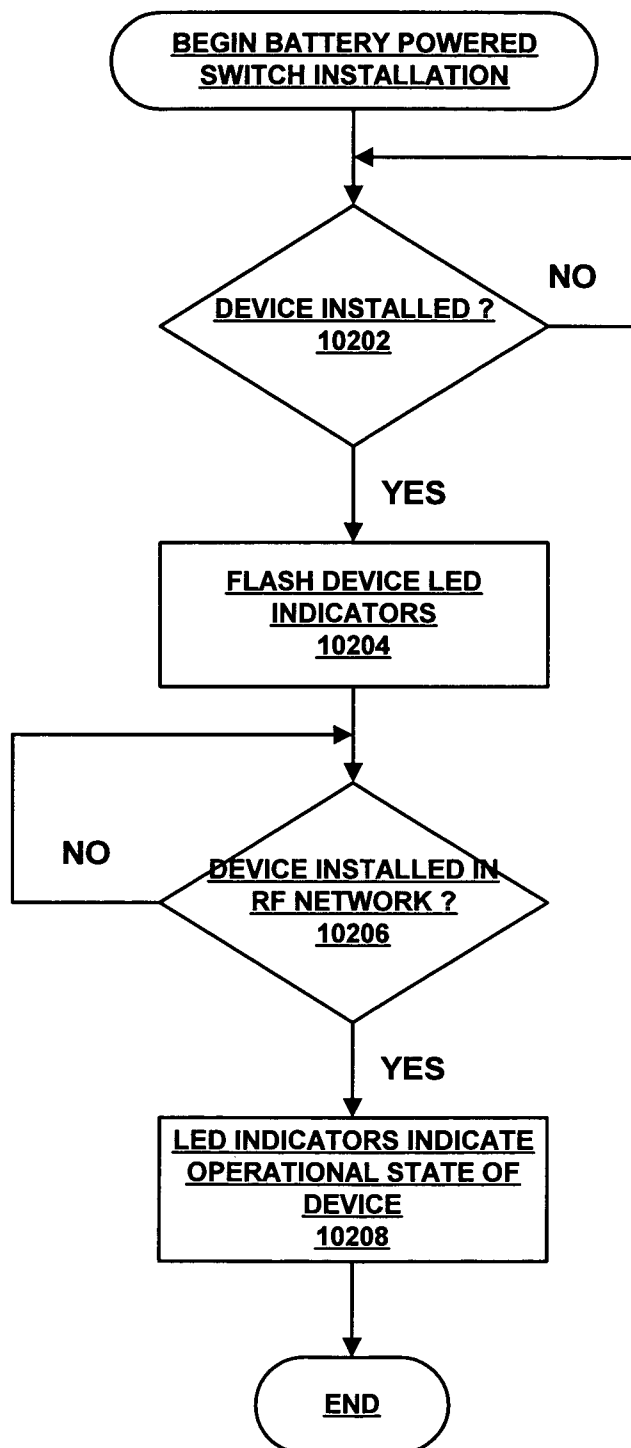 BEGIN BATTERY POWERED
SWITCH INSTALLATION
NO
DEVICE INSTALLED ?
10202
YES
FLASH DEVICE LED
INDICATORS
10204
NO
DEVICE INSTALLED IN
RF NETWORK ?
10206
YES
LED INDICATORS INDICATE
OPERATIONAL STATE OF
DEVICE
10208
END